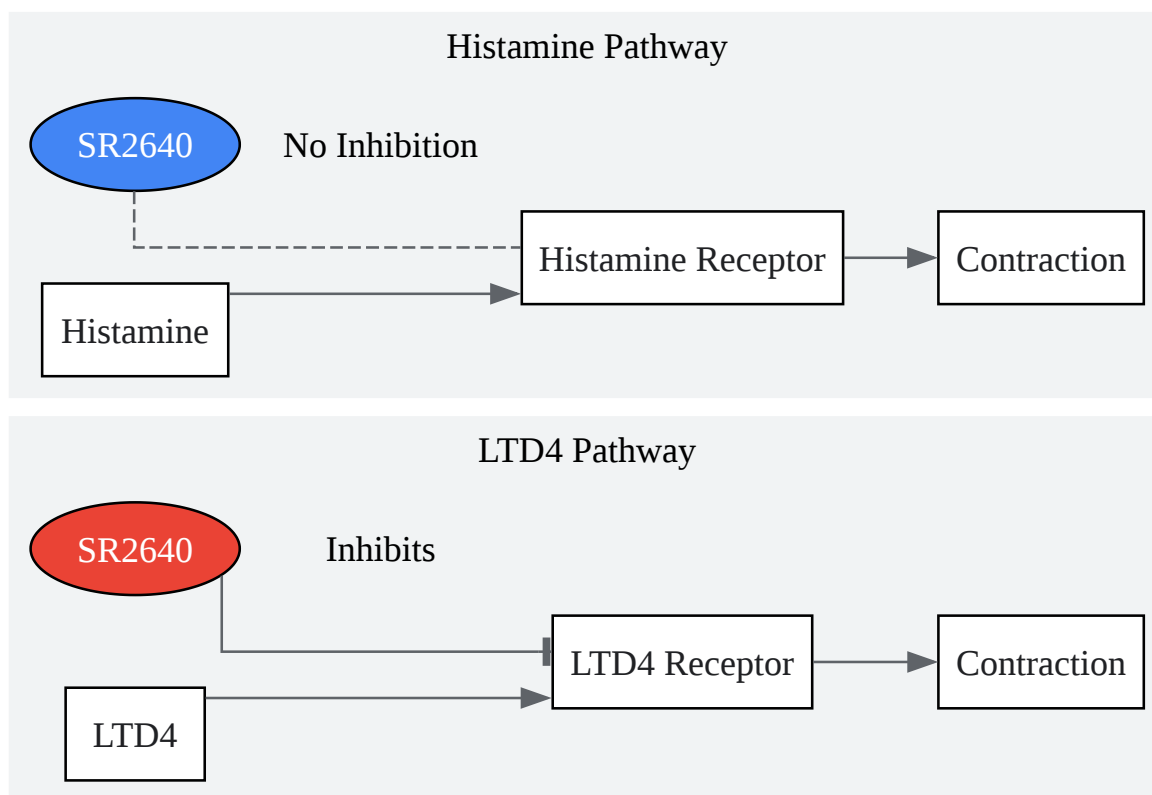 Histamine Pathway
SR2640
No Inhibition
Histamine Receptor
Contraction
Histamine
LTD4 Pathway
SR2640
Inhibits
LTD4 Receptor
Contraction
LTD4